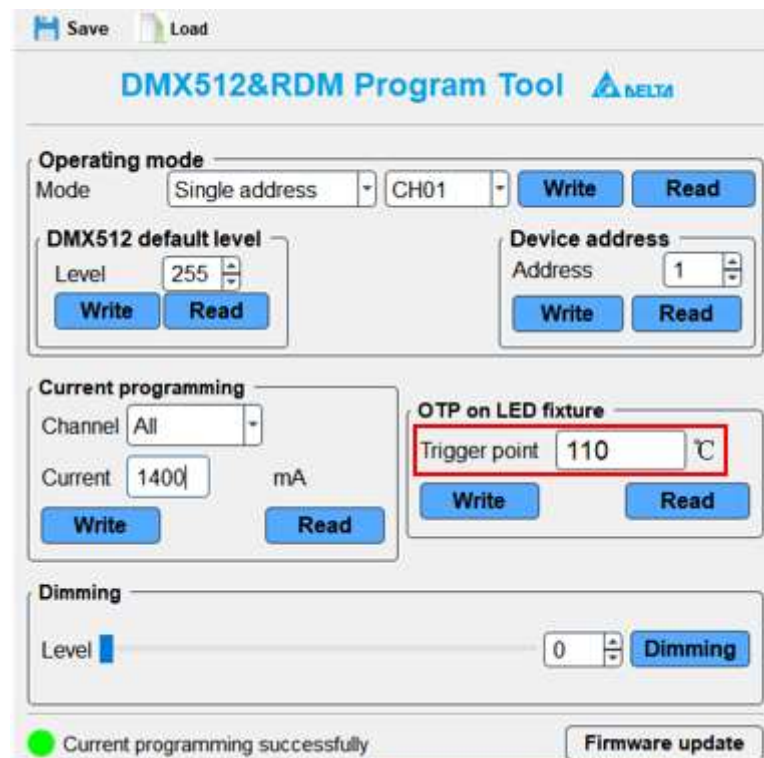 Save Load
DMX512&RDM Program Tool DELTA
Operating mode
Mode Single address CH01 Write Read
DMX512 default level
Level 255
Write Read
Device address
Address 1
Write Read
Current programming
Channel All
Current 1400 mA
Write Read
OTP on LED fixture
Trigger point 110 ℃
Write Read
Dimming
Level 0 Dimming
Current programming successfully Firmware update